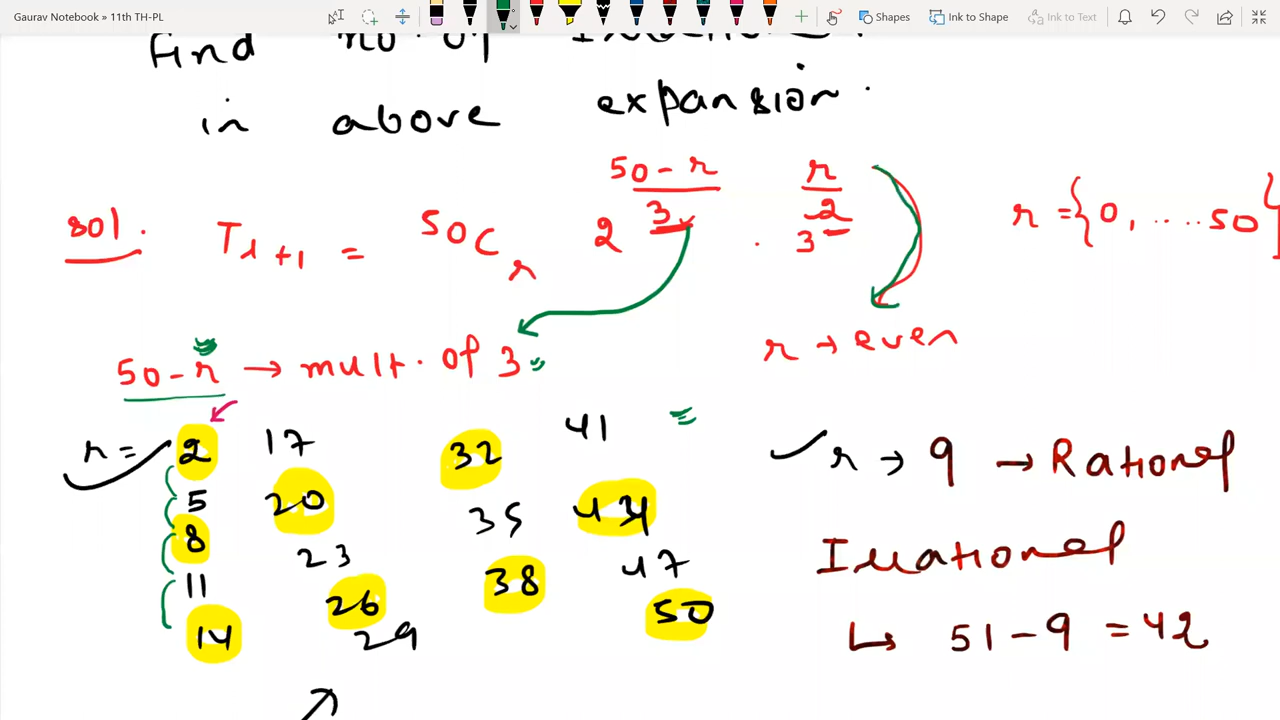 Gaurav Notebook » 11th TH-PL
Shapes Ink to Shape Ink to Text
Find no. of
in above expansion.
sol. T r+1 = 50 C r 2^(50-r)/3 . 3^(r/2) r = {0, ....50}
r → even
50-r → mult. of 3
r = 2 17 32 41
5 20 35 44
8 23 38 47
11 26 50
14 29
r → 9 → Rational
Irrational
↳ 51 - 9 = 42